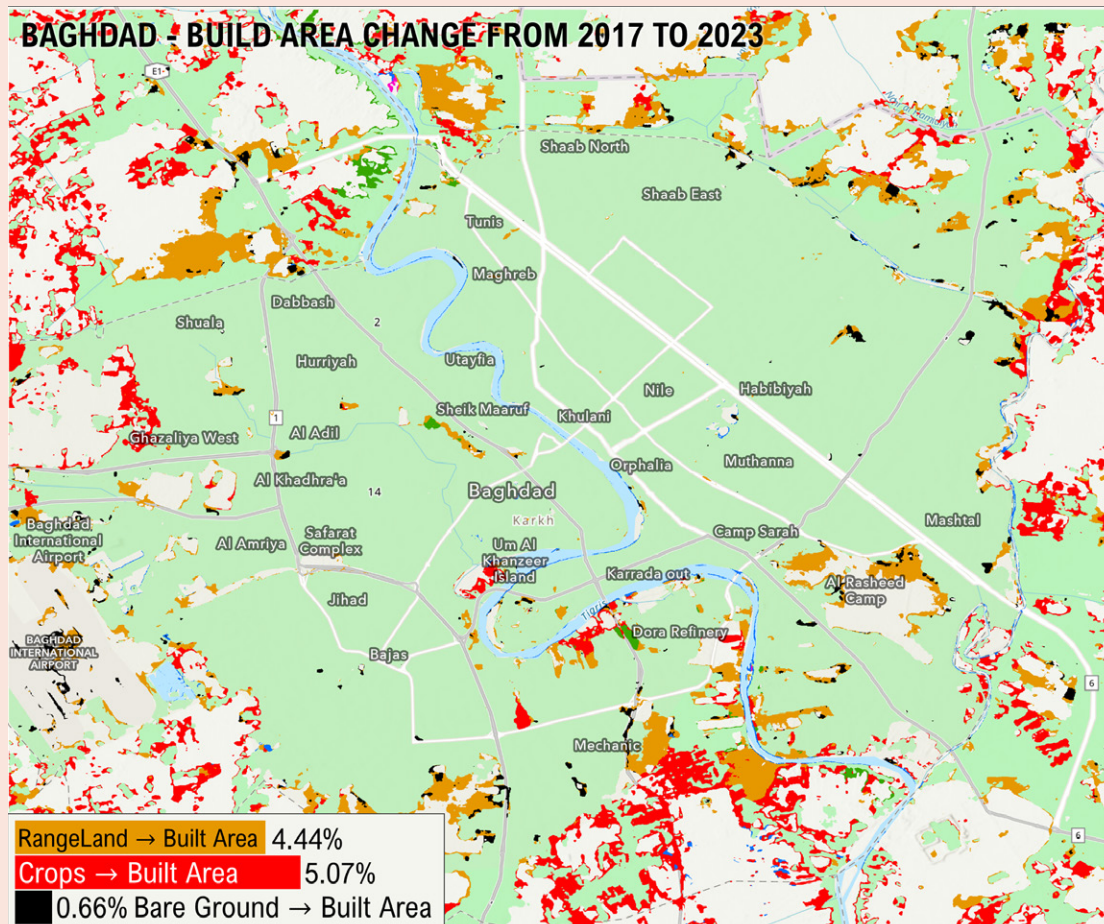 BAGHDAD - BUILD AREA CHANGE FROM 2017 TO 2023
E1
Shaab North
Shaab East
Tunis
Maghreb
Dabbash
Shuala
2
Hurriyah
Utayfia
Nile
Habibiyah
Sheik Maaruf
Khulani
1
Al Adil
Ghazaliya West
Orphalia
Muthanna
Al Khadhra'a
14
Baghdad
Karkh
Mashtal
Baghdad
International
Airport
Safarat
Complex
Al Amriya
Um Al
Khanzeer
Island
Camp Sarah
Karrada out
Al Rasheed
Camp
Jihad
Tigris
Dora Refinery
BAGHDAD
INTERNATIONAL
AIRPORT
Bajas
6
Mechanic
6
RangeLand → Built Area 4.44%
Crops → Built Area 5.07%
0.66% Bare Ground → Built Area